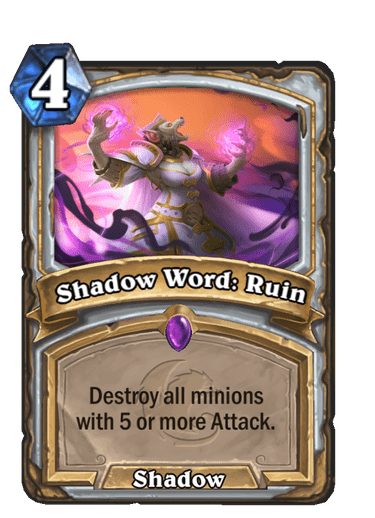 4
Shadow Word: Ruin
Destroy all minions
with 5 or more Attack.
Shadow